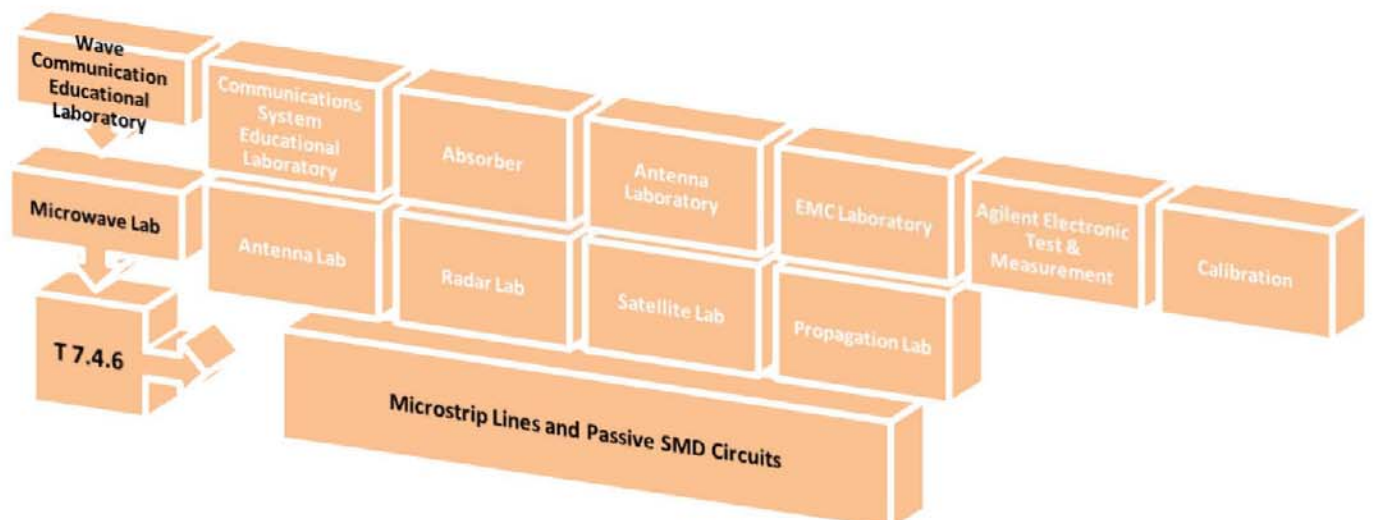 Wave
Communication
Educational
Laboratory
Communications
System
Educational
Laboratory
Absorber
Antenna
Laboratory
EMC Laboratory
Agilent Electronic
Test &
Measurement
Calibration
Microwave Lab
Antenna Lab
Radar Lab
Satellite Lab
Propagation Lab
T 7.4.6
Microstrip Lines and Passive SMD Circuits